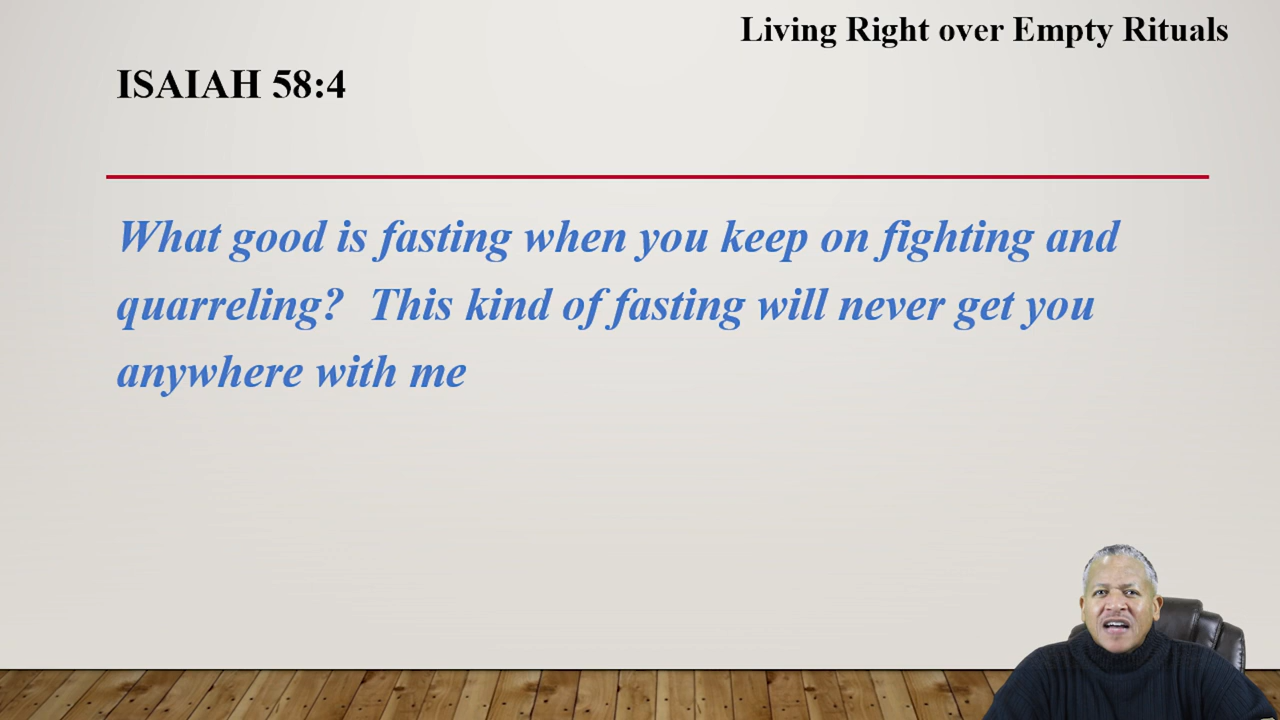 Living Right over Empty Rituals
ISAIAH 58:4
What good is fasting when you keep on fighting and
quarreling?  This kind of fasting will never get you
anywhere with me